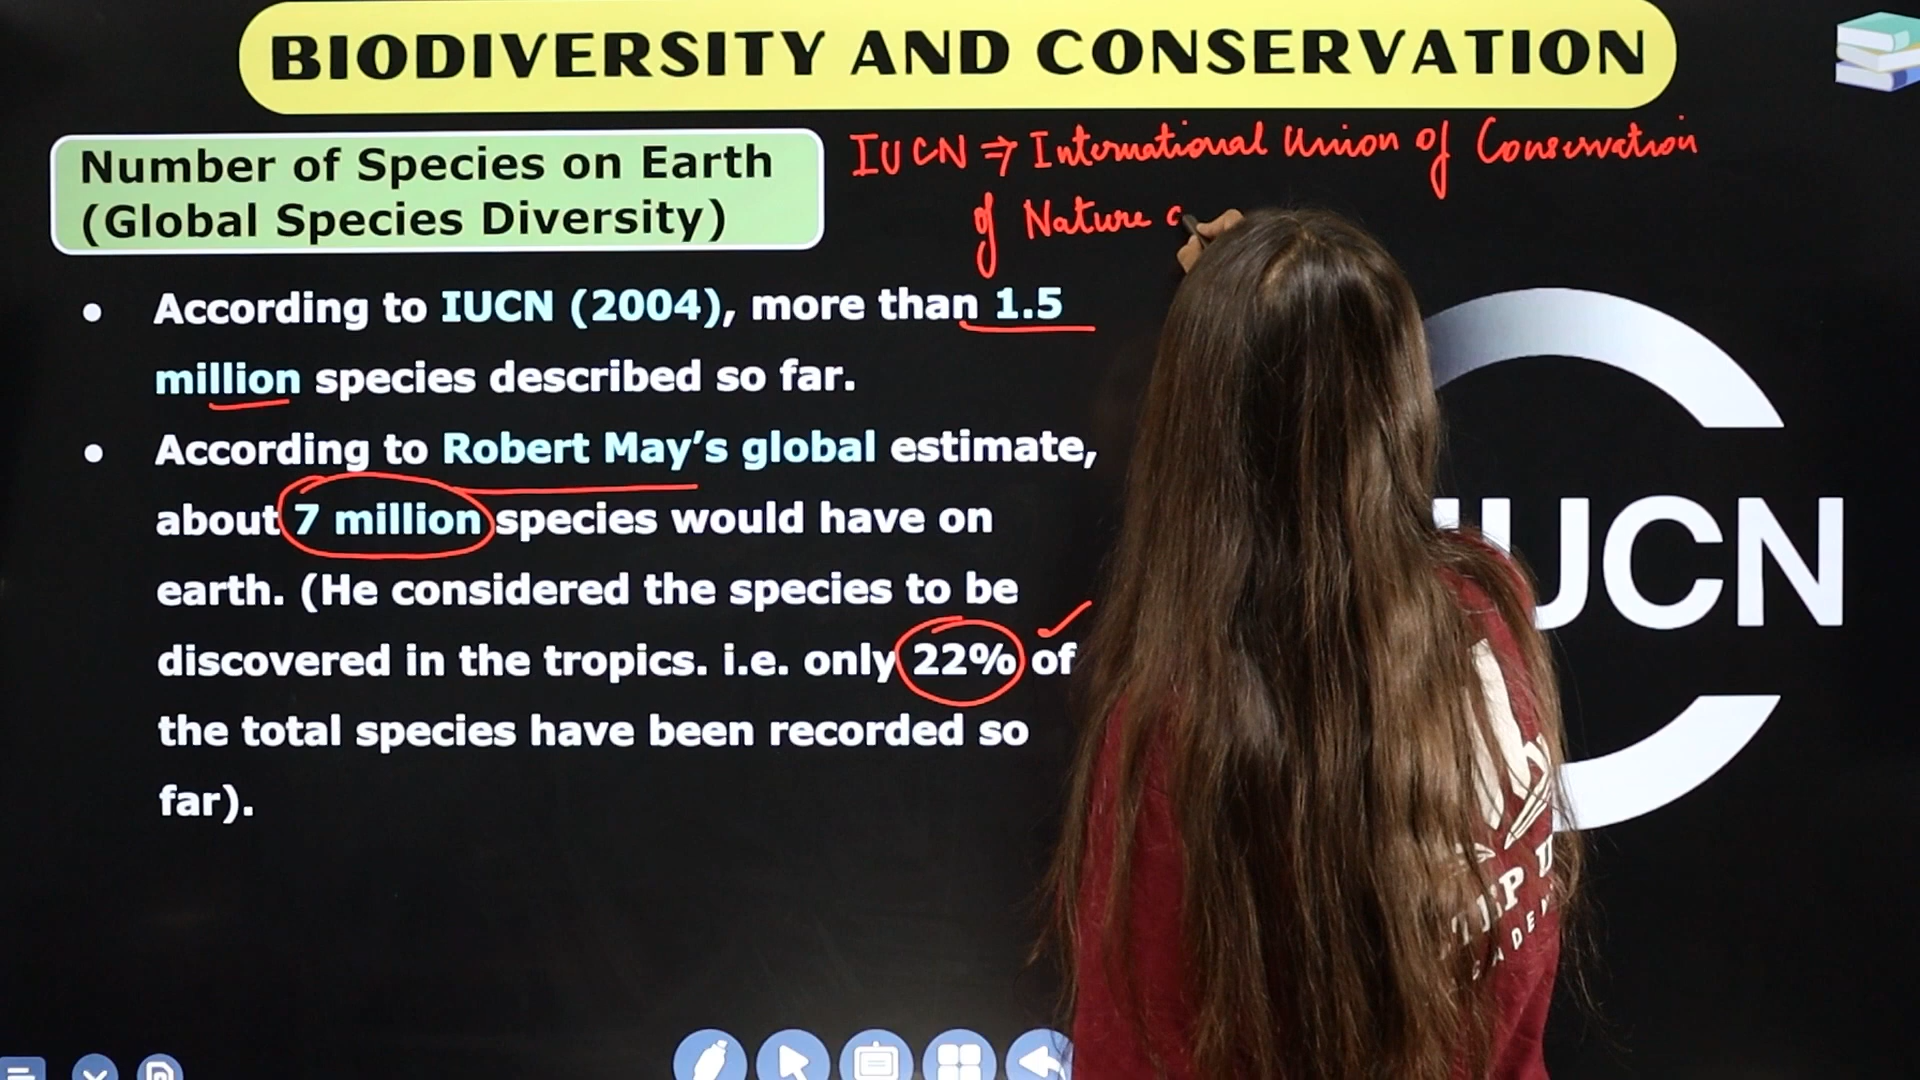 BIODIVERSITY AND CONSERVATION
Number of Species on Earth
(Global Species Diversity)
IUCN ⇒ International Union of Conservation
of Nature
• According to IUCN (2004), more than 1.5
million species described so far.
• According to Robert May’s global estimate,
about 7 million species would have on
earth. (He considered the species to be
discovered in the tropics. i.e. only 22% of
the total species have been recorded so
far).
UCN